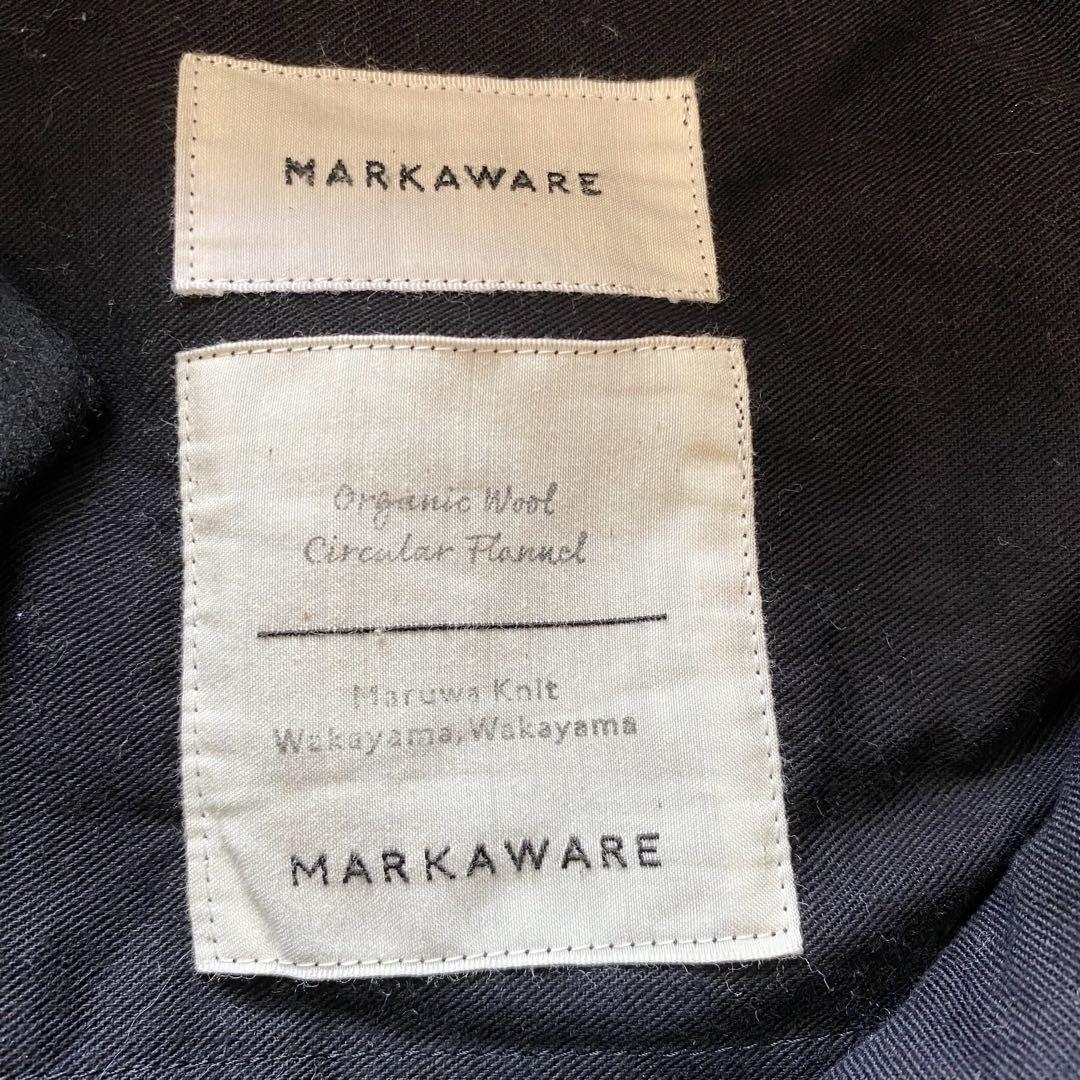 MARKAWARE
Organic Wool
Circular Flannel
Maruwa Knit
Wakayama, Wakayama
MARKAWARE